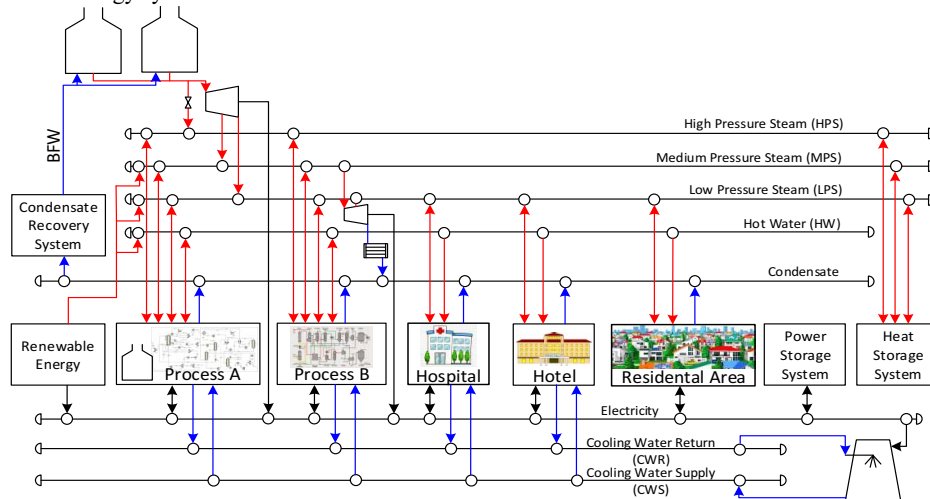 High Pressure Steam (HPS)
BFW
Medium Pressure Steam (MPS)
Low Pressure Steam (LPS)
Condensate
Recovery
System
Hot Water (HW)
Condensate
Renewable
Energy
Process A
Process B
Hospital
Hotel
Residental Area
Power
Storage
System
Heat
Storage
System
Electricity
Cooling Water Return
(CWR)
Cooling Water Supply
(CWS)